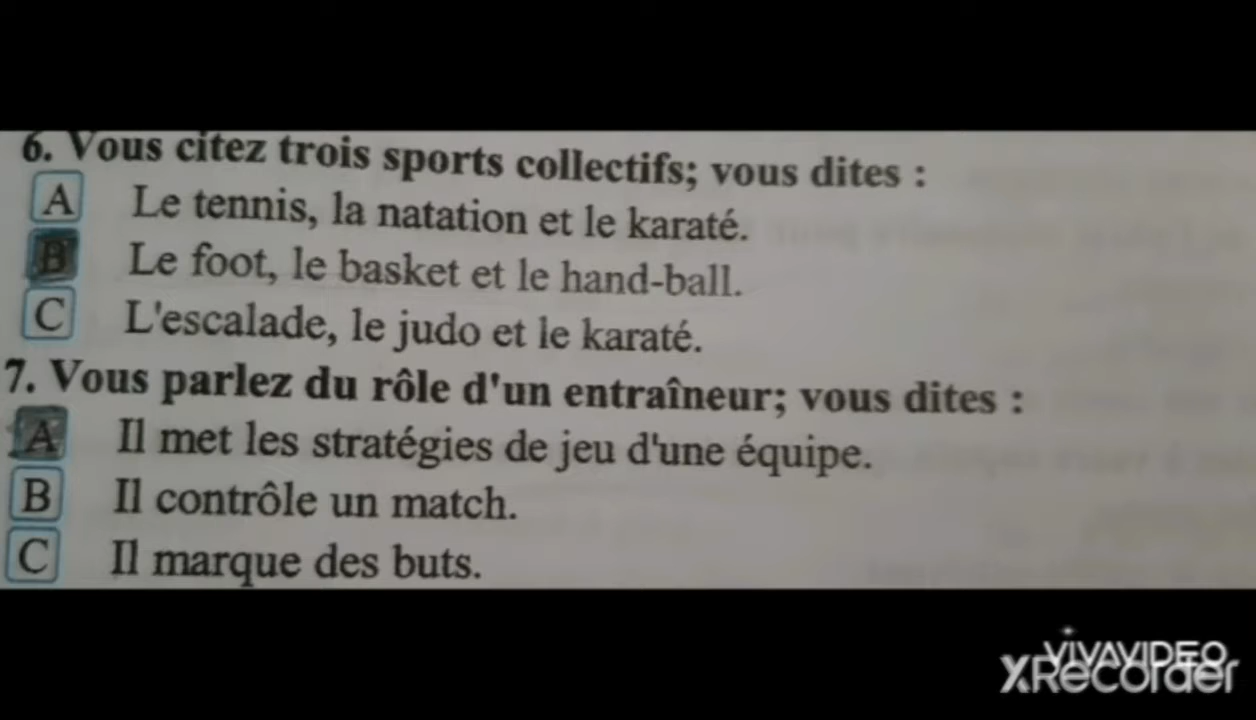 6. Vous citez trois sports collectifs; vous dites :
A Le tennis, la natation et le karaté.
B Le foot, le basket et le hand-ball.
C L'escalade, le judo et le karaté.
7. Vous parlez du rôle d'un entraîneur; vous dites :
A Il met les stratégies de jeu d'une équipe.
B Il contrôle un match.
C Il marque des buts.
VIVAVIDEO
XRecorder